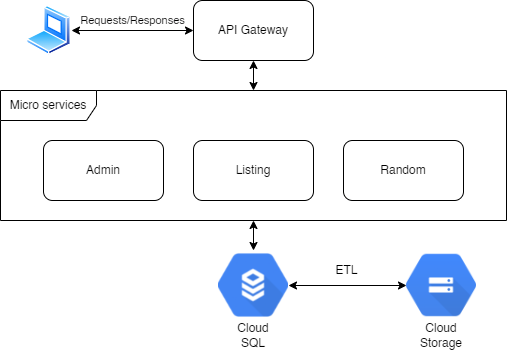 Requests/Responses
API Gateway
Micro services
Admin
Listing
Random
ETL
Cloud
SQL
Cloud
Storage